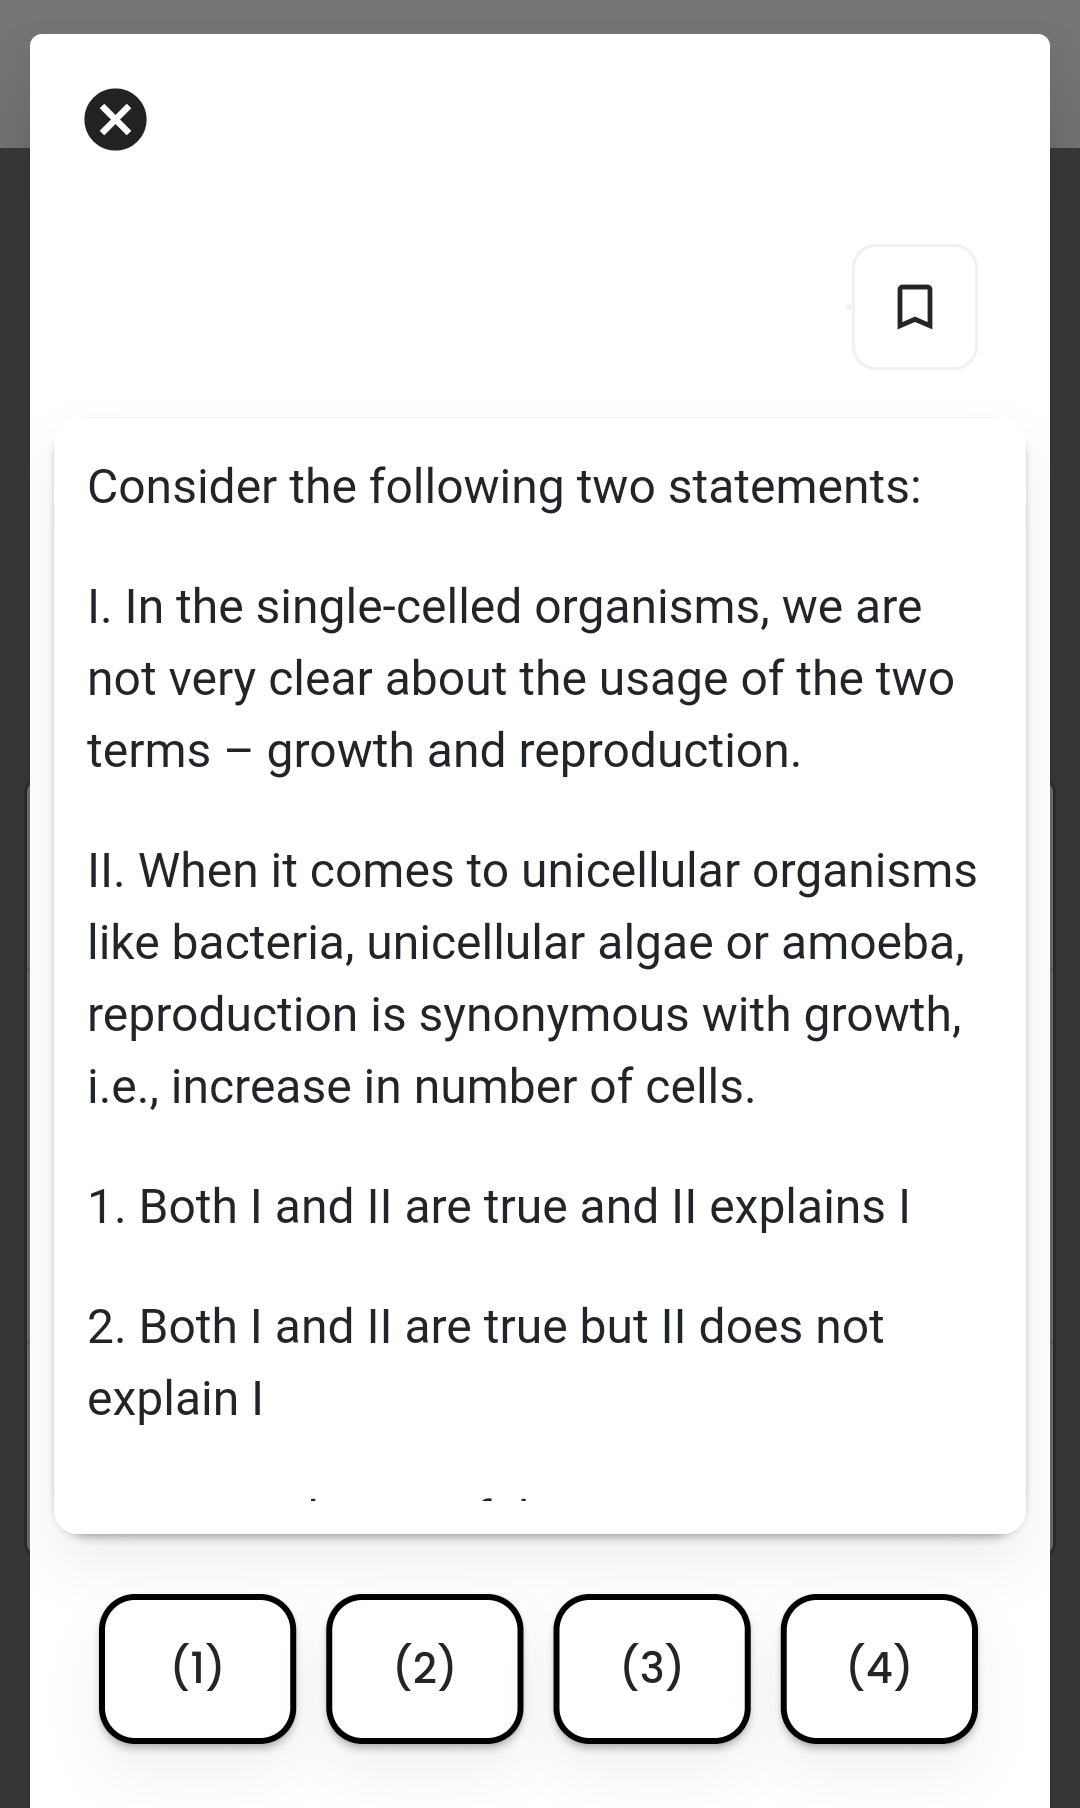 Consider the following two statements:
I. In the single-celled organisms, we are
not very clear about the usage of the two
terms – growth and reproduction.
II. When it comes to unicellular organisms
like bacteria, unicellular algae or amoeba,
reproduction is synonymous with growth,
i.e., increase in number of cells.
1. Both I and II are true and II explains I
2. Both I and II are true but II does not
explain I
(1) (2) (3) (4)